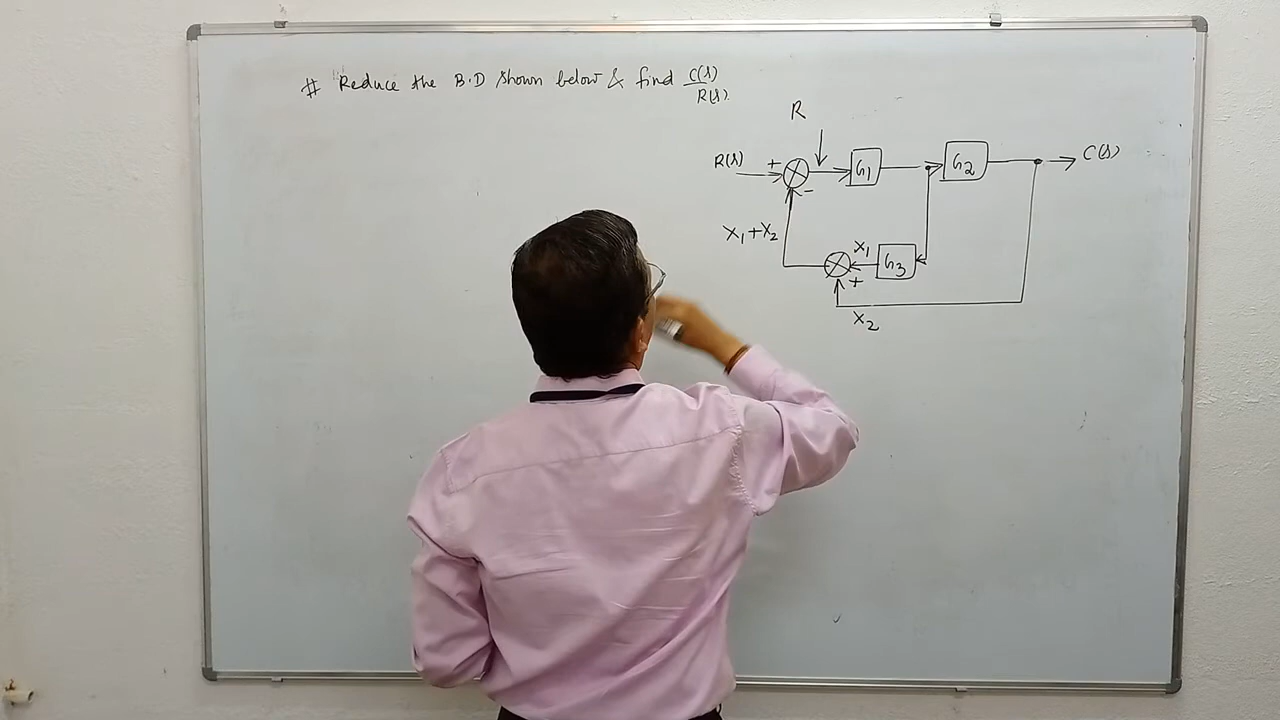 # Reduce the B.D shown below & find C(s)/R(s).
R
R(s) + - G1 G2 C(s)
X1+X2 X1 G3
+
X2